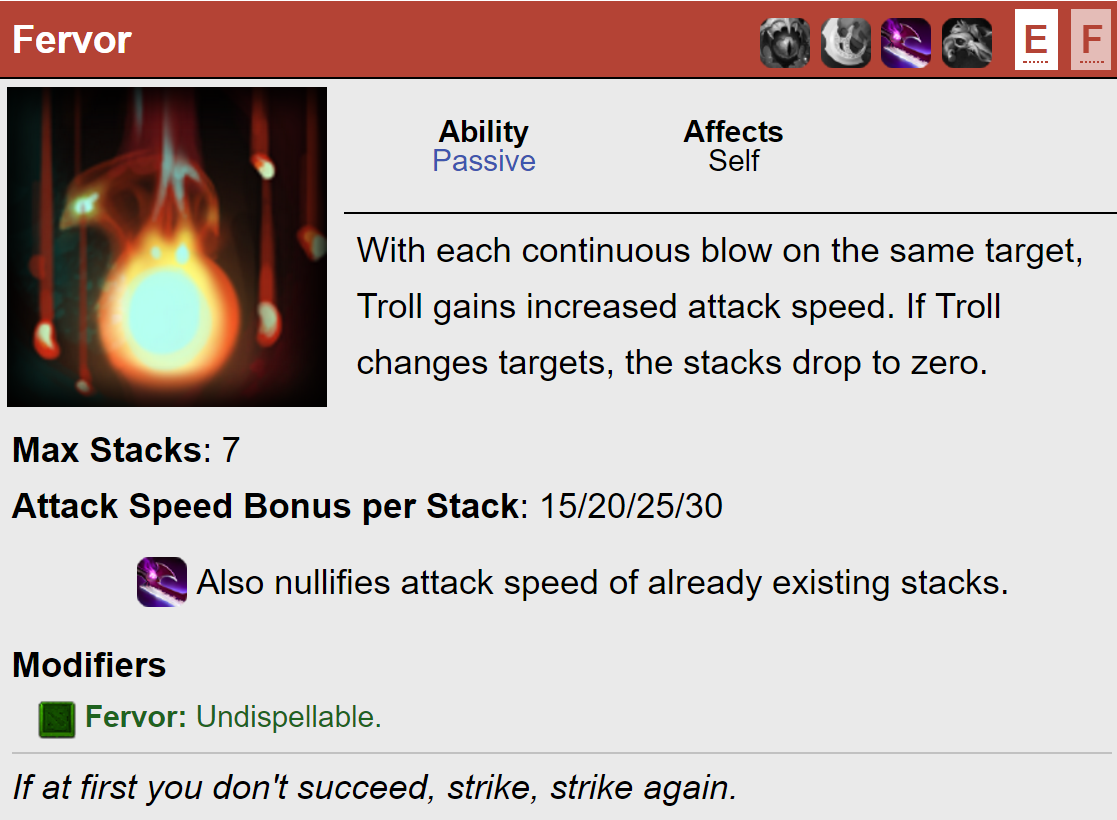 Fervor E F
Ability Affects
Passive Self
With each continuous blow on the same target,
Troll gains increased attack speed. If Troll
changes targets, the stacks drop to zero.
Max Stacks: 7
Attack Speed Bonus per Stack: 15/20/25/30
Also nullifies attack speed of already existing stacks.
Modifiers
Fervor: Undispellable.
If at first you don't succeed, strike, strike again.